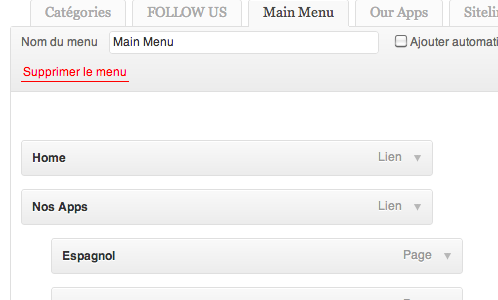 Catégories FOLLOW US Main Menu Our Apps Sitelin
Nom du menu Main Menu Ajouter automati
Supprimer le menu
Home Lien
Nos Apps Lien
Espagnol Page